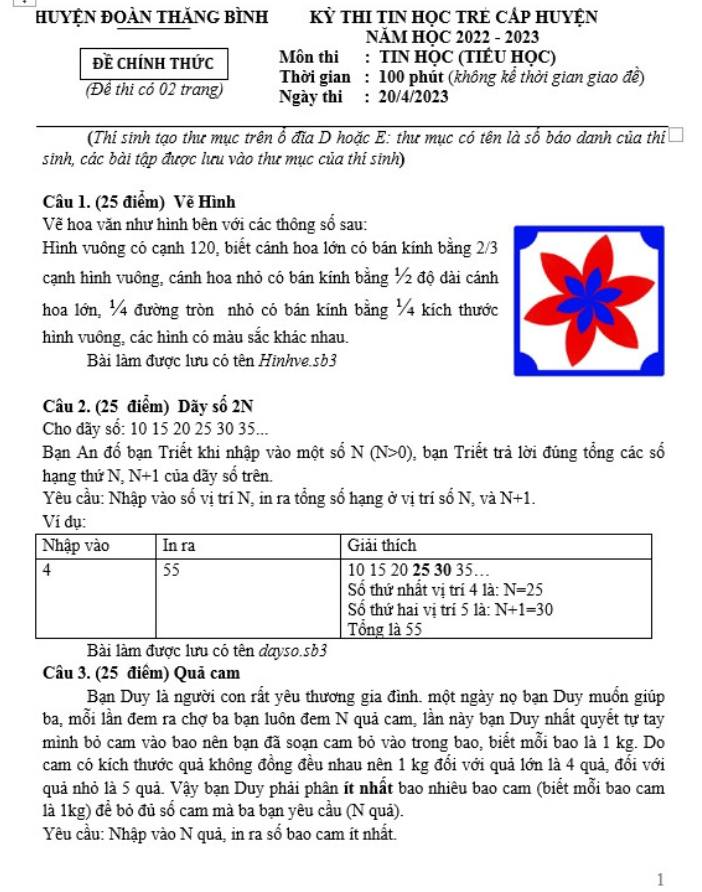 HUYỆN ĐOÀN THĂNG BÌNH
KỲ THI TIN HỌC TRẺ CẤP HUYỆN
NĂM HỌC 2022 - 2023
ĐỀ CHÍNH THỨC
(Đề thi có 02 trang)
Môn thi : TIN HỌC (TIỂU HỌC)
Thời gian : 100 phút (không kể thời gian giao đề)
Ngày thi : 20/4/2023
(Thí sinh tạo thư mục trên ổ đĩa D hoặc E: thư mục có tên là số báo danh của thí
sinh, các bài tập được lưu vào thư mục của thí sinh)
Câu 1. (25 điểm) Vẽ Hình
Vẽ hoa văn như hình bên với các thông số sau:
Hình vuông có cạnh 120, biết cánh hoa lớn có bán kính bằng 2/3
cạnh hình vuông, cánh hoa nhỏ có bán kính bằng ½ độ dài cánh
hoa lớn, ¼ đường tròn nhỏ có bán kính bằng ¼ kích thước
hình vuông, các hình có màu sắc khác nhau.
Bài làm được lưu có tên Hinhve.sb3
Câu 2. (25 điểm) Dãy số 2N
Cho dãy số: 10 15 20 25 30 35...
Bạn An đố bạn Triết khi nhập vào một số N (N>0), bạn Triết trả lời đúng tổng các số
hạng thứ N, N+1 của dãy số trên.
Yêu cầu: Nhập vào số vị trí N, in ra tổng số hạng ở vị trí số N, và N+1.
Ví dụ:
Nhập vào In ra Giải thích
4 55 10 15 20 25 30 35…
Số thứ nhất vị trí 4 là: N=25
Số thứ hai vị trí 5 là: N+1=30
Tổng là 55
Bài làm được lưu có tên dayso.sb3
Câu 3. (25 điểm) Quả cam
Bạn Duy là người con rất yêu thương gia đình. một ngày nọ bạn Duy muốn giúp
ba, mỗi lần đem ra chợ ba bạn luôn đem N quả cam, lần này bạn Duy nhất quyết tự tay
mình bỏ cam vào bao nên bạn đã soạn cam bỏ vào trong bao, biết mỗi bao là 1 kg. Do
cam có kích thước quả không đồng đều nhau nên 1 kg đối với quả lớn là 4 quả, đối với
quả nhỏ là 5 quả. Vậy bạn Duy phải phân ít nhất bao nhiêu bao cam (biết mỗi bao cam
là 1kg) để bỏ đủ số cam mà ba bạn yêu cầu (N quả).
Yêu cầu: Nhập vào N quả, in ra số bao cam ít nhất.
1